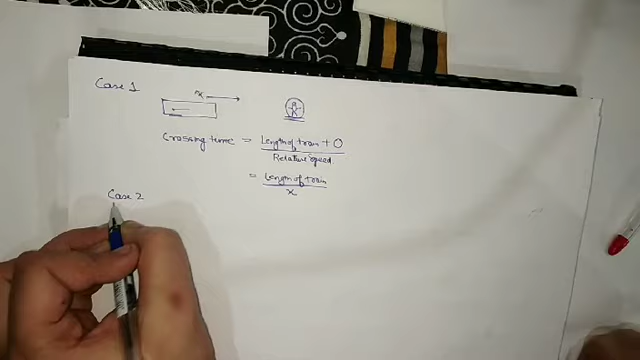 Case 1
x
Crossing time = Length of train + 0
Relative speed
= Length of train
x
Case 2